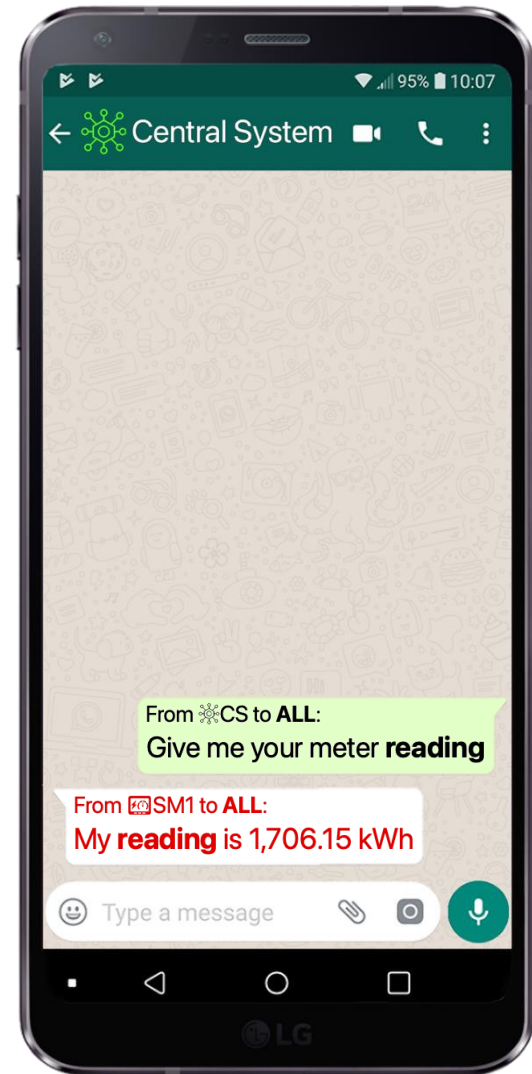 95% 10:07
Central System
From CS to ALL:
Give me your meter reading
From SM1 to ALL:
My reading is 1,706.15 kWh
Type a message
LG